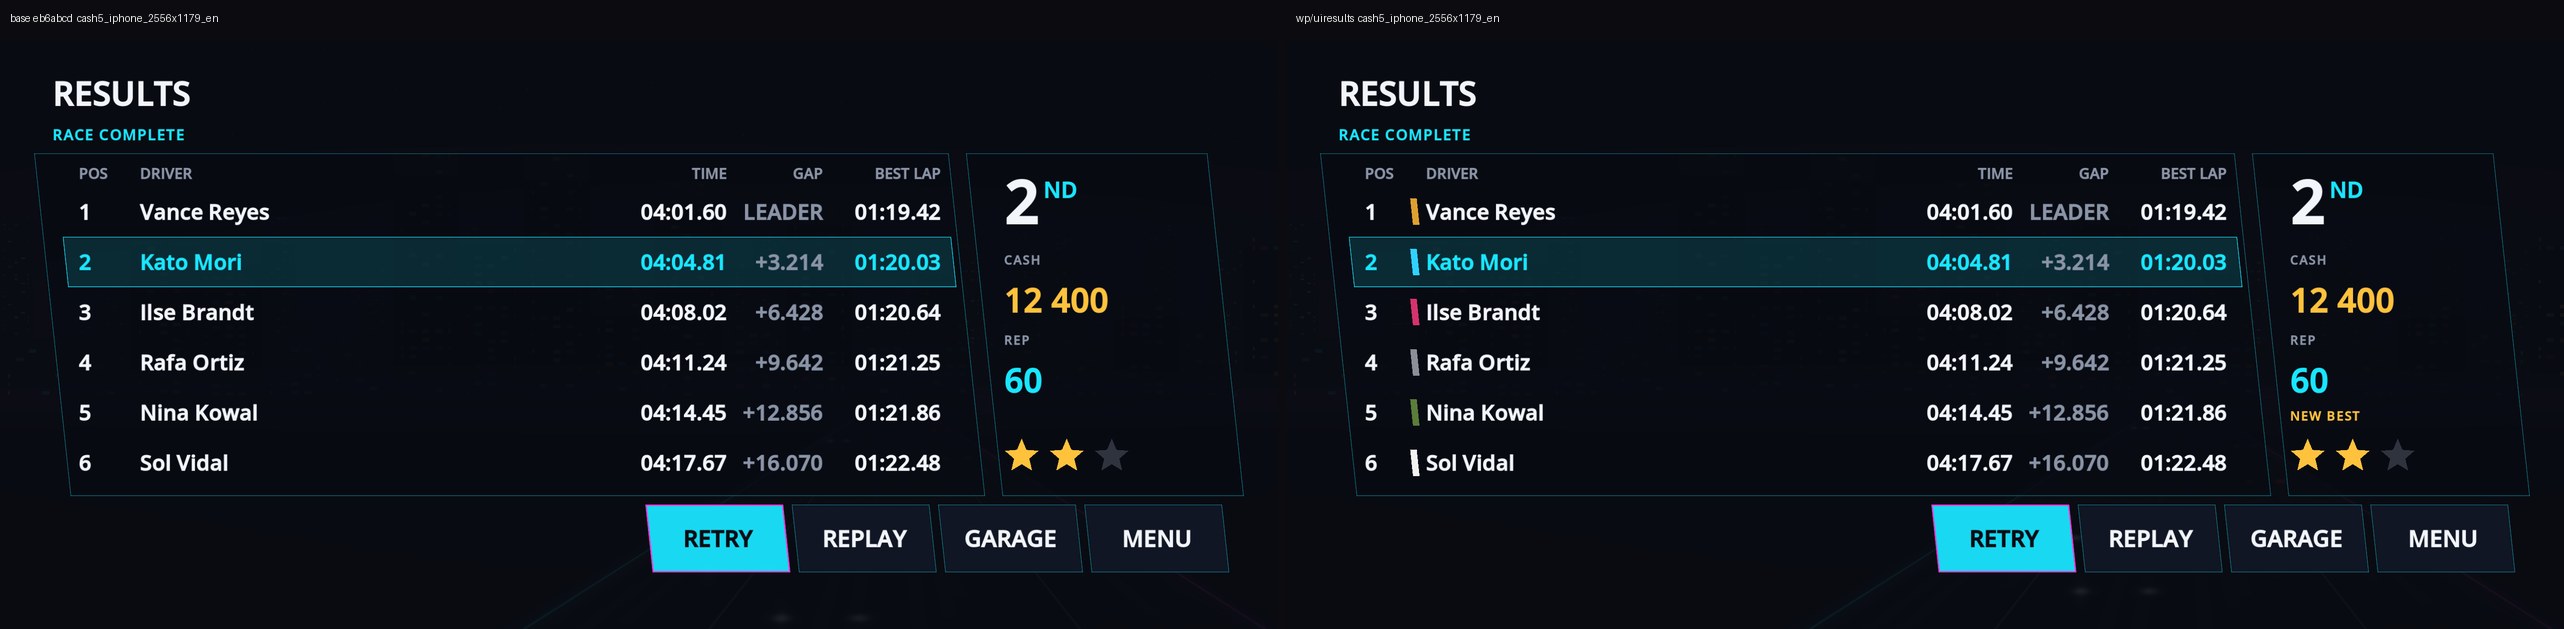 base eb6abcd cash5_iphone_2556x1179_en
RESULTS
RACE COMPLETE
POS DRIVER TIME GAP BEST LAP
1 Vance Reyes 04:01.60 LEADER 01:19.42
2 Kato Mori 04:04.81 +3.214 01:20.03
3 Ilse Brandt 04:08.02 +6.428 01:20.64
4 Rafa Ortiz 04:11.24 +9.642 01:21.25
5 Nina Kowal 04:14.45 +12.856 01:21.86
6 Sol Vidal 04:17.67 +16.070 01:22.48
2 ND
CASH
12 400
REP
60
RETRY REPLAY GARAGE MENU
wp/uiresults cash5_iphone_2556x1179_en
RESULTS
RACE COMPLETE
POS DRIVER TIME GAP BEST LAP
1 Vance Reyes 04:01.60 LEADER 01:19.42
2 Kato Mori 04:04.81 +3.214 01:20.03
3 Ilse Brandt 04:08.02 +6.428 01:20.64
4 Rafa Ortiz 04:11.24 +9.642 01:21.25
5 Nina Kowal 04:14.45 +12.856 01:21.86
6 Sol Vidal 04:17.67 +16.070 01:22.48
2 ND
CASH
12 400
REP
60
NEW BEST
RETRY REPLAY GARAGE MENU